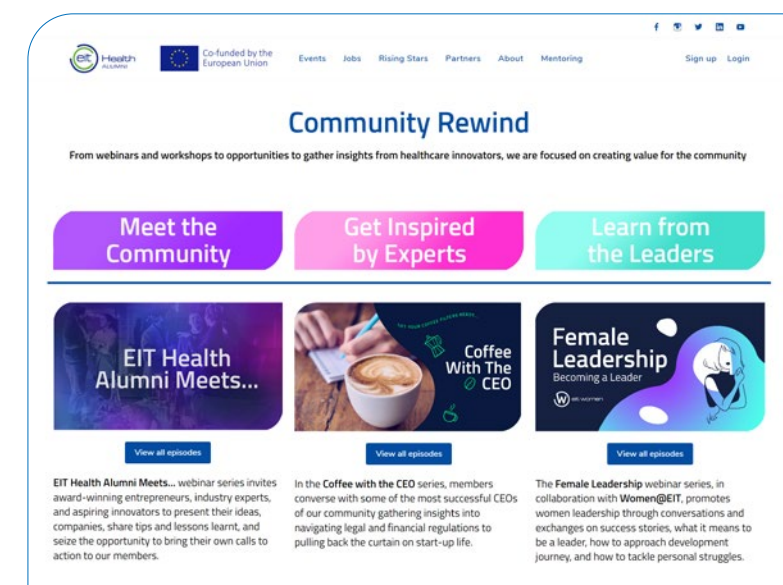 eit Health
ALUMNI
Co-funded by the
European Union
Events Jobs Rising Stars Partners About Mentoring
Sign up Login
Community Rewind
From webinars and workshops to opportunities to gather insights from healthcare innovators, we are focused on creating value for the community
Meet the
Community
Get Inspired
by Experts
Learn from
the Leaders
EIT Health
Alumni Meets...
Coffee
With The
CEO
Female
Leadership
Becoming a Leader
W eit women
View all episodes
View all episodes
View all episodes
EIT Health Alumni Meets... webinar series invites
award-winning entrepreneurs, industry experts,
and aspiring innovators to present their ideas,
companies, share tips and lessons learnt, and
seize the opportunity to bring their own calls to
action to our members.
In the Coffee with the CEO series, members
converse with some of the most successful CEOs
of our community gathering insights into
navigating legal and financial regulations to
pulling back the curtain on start-up life.
The Female Leadership webinar series, in
collaboration with Women@EIT, promotes
women leadership through conversations and
exchanges on success stories, what it means to
be a leader, how to approach development
journey, and how to tackle personal struggles.